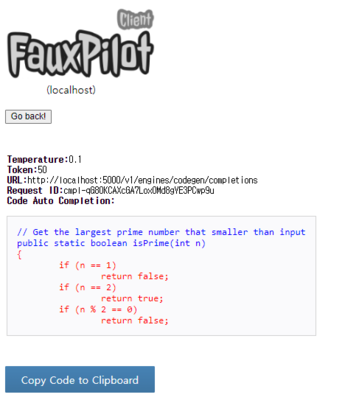 Client
FauxPilot
(localhost)
Go back!
Temperature:0.1
Token:50
URL:http://localhost:5000/v1/engines/codegen/completions
Request ID:cmpl-qG8OKCAXcGA7LoxOMd8gYE3PCwp9u
Code Auto Completion:
// Get the largest prime number that smaller than input
public static boolean isPrime(int n)
{
if (n == 1)
return false;
if (n == 2)
return true;
if (n % 2 == 0)
return false;
Copy Code to Clipboard